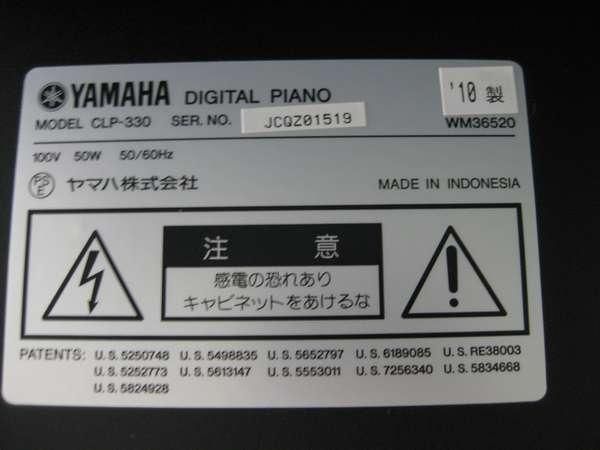 YAMAHA DIGITAL PIANO
'10 製
MODEL CLP-330 SER. NO. JCQZ01519 WM36520
100V 50W 50/60Hz
PSE ヤマハ株式会社 MADE IN INDONESIA
注意
感電の恐れあり
キャビネットをあけるな
PATENTS: U.S. 5250748 U.S. 5498835 U.S. 5652797 U.S. 6189085 U.S. RE38003
U.S. 5252773 U.S. 5613147 U.S. 5553011 U.S. 7256340 U.S. 5834668
U.S. 5824928